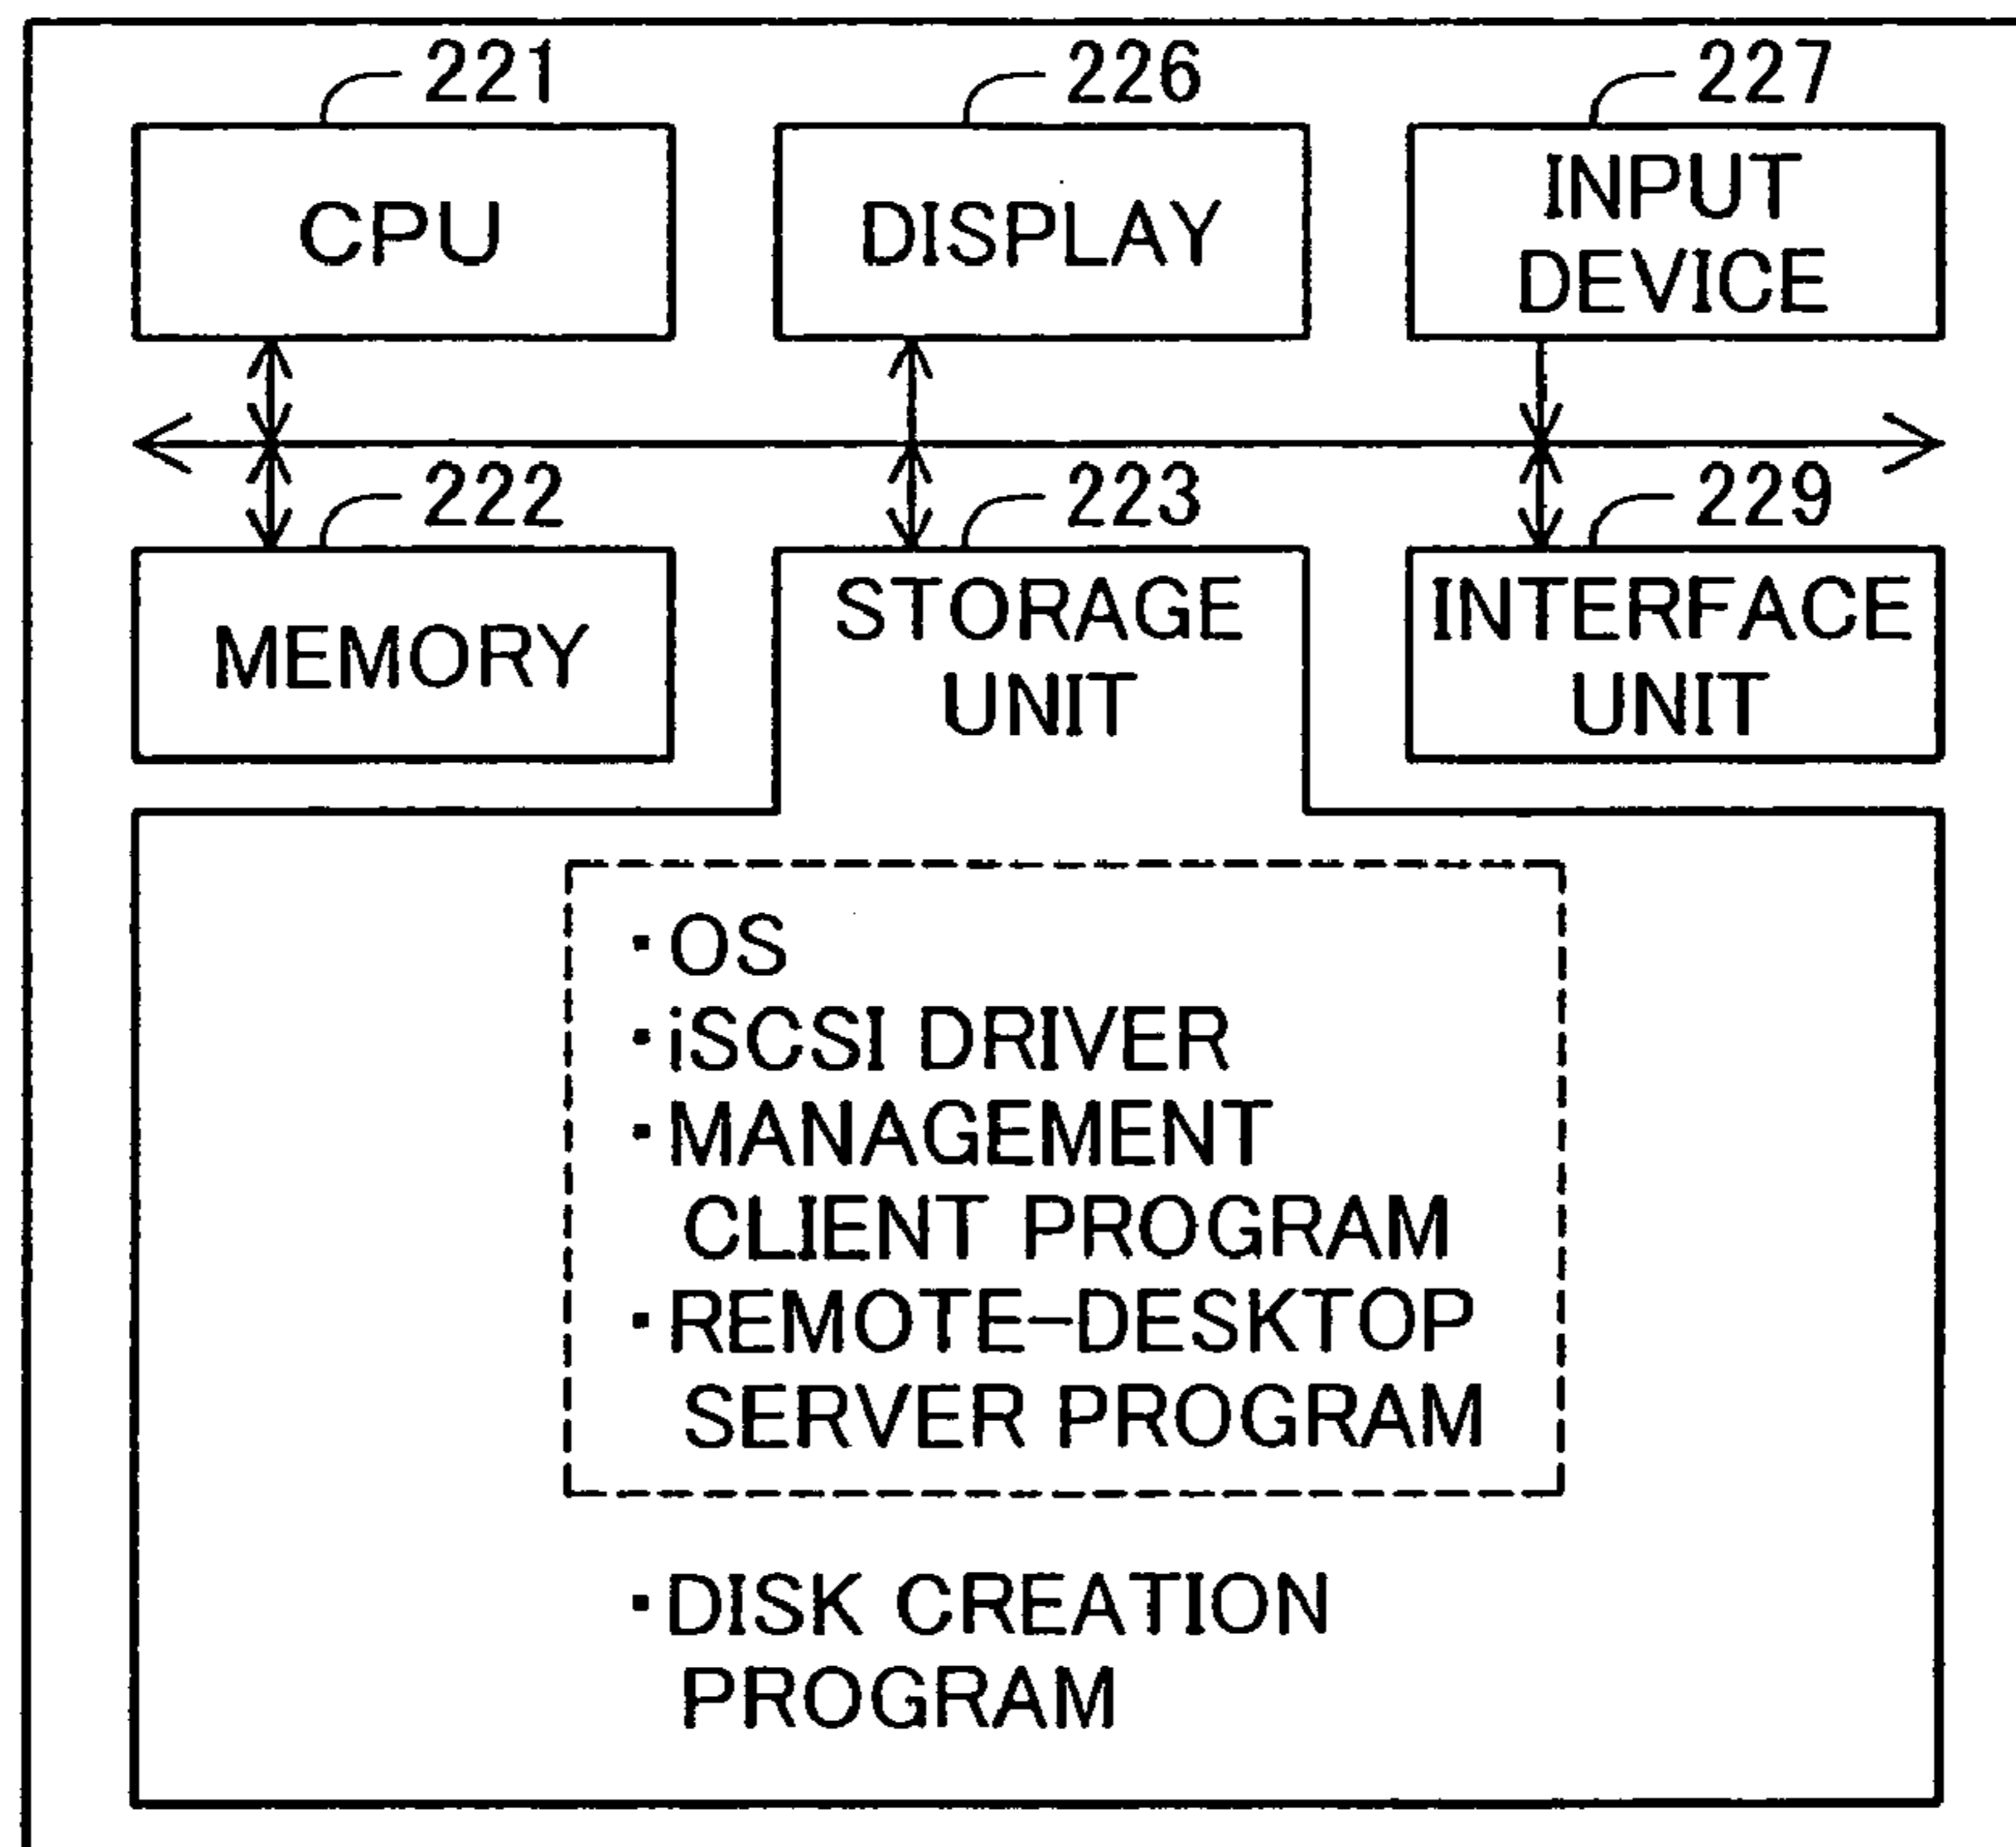 221
226
227
CPU
DISPLAY
INPUT
DEVICE
222
223
229
MEMORY
STORAGE
UNIT
INTERFACE
UNIT
・OS
・iSCSI DRIVER
・MANAGEMENT
CLIENT PROGRAM
・REMOTE-DESKTOP
SERVER PROGRAM
・DISK CREATION
PROGRAM